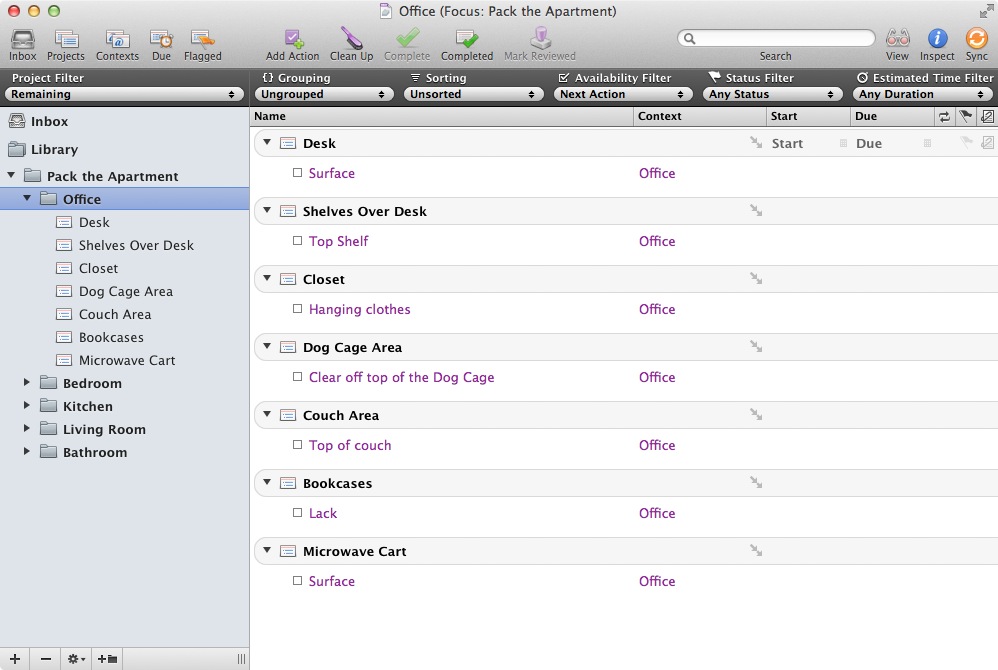 Office (Focus: Pack the Apartment)
Inbox Projects Contexts Due Flagged Add Action Clean Up Complete Completed Mark Reviewed Search View Inspect Sync
Project Filter {} Grouping Sorting Availability Filter Status Filter Estimated Time Filter
Remaining Ungrouped Unsorted Next Action Any Status Any Duration
Inbox
Library
Pack the Apartment
Office
Desk
Shelves Over Desk
Closet
Dog Cage Area
Couch Area
Bookcases
Microwave Cart
Bedroom
Kitchen
Living Room
Bathroom
Name Context Start Due
Desk Start Due
Surface Office
Shelves Over Desk
Top Shelf Office
Closet
Hanging clothes Office
Dog Cage Area
Clear off top of the Dog Cage Office
Couch Area
Top of couch Office
Bookcases
Lack Office
Microwave Cart
Surface Office